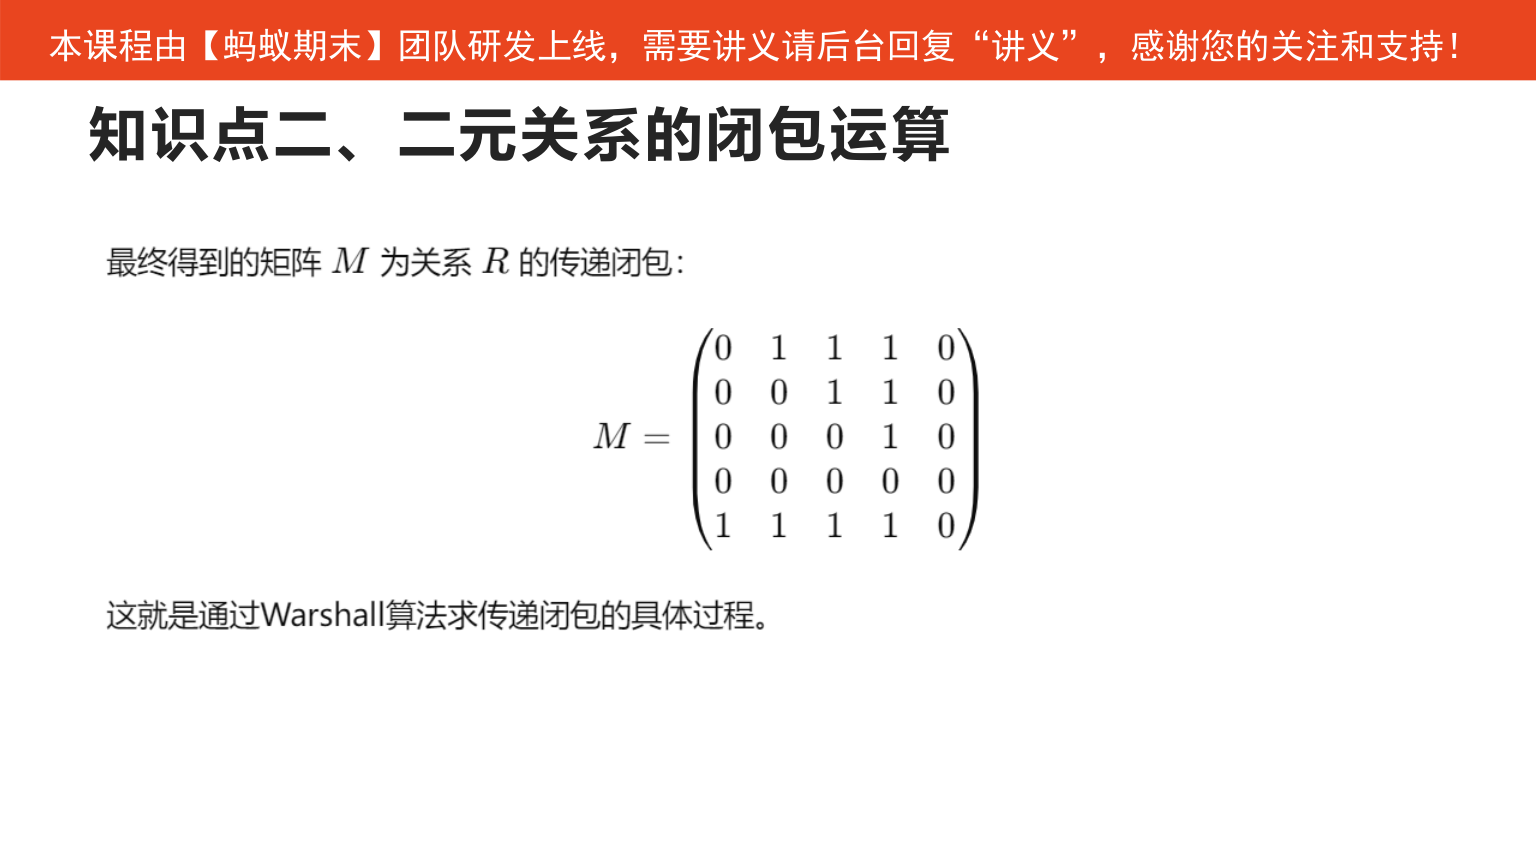 本课程由【蚂蚁期末】团队研发上线，需要讲义请后台回复“讲义”，感谢您的关注和支持！
知识点二、二元关系的闭包运算
最终得到的矩阵 M 为关系 R 的传递闭包：
0 1 1 1 0
0 0 1 1 0
M = 0 0 0 1 0
0 0 0 0 0
1 1 1 1 0
这就是通过Warshall算法求传递闭包的具体过程。